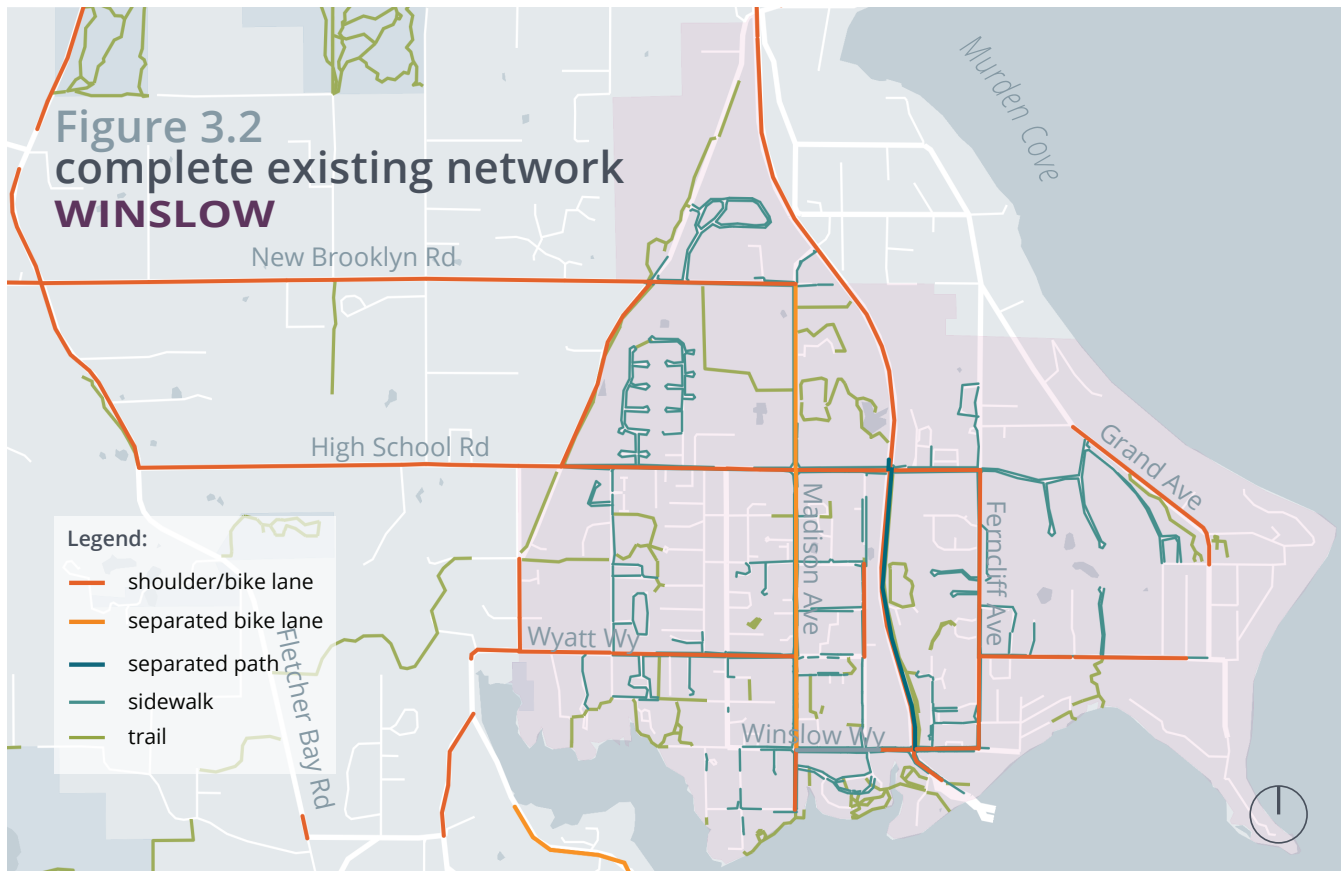 Murden Cove
Figure 3.2
complete existing network
WINSLOW
New Brooklyn Rd
High School Rd
Grand Ave
Madison Ave
Ferncliff Ave
Legend:
shoulder/bike lane
separated bike lane
separated path
sidewalk
trail
Fletcher Bay Rd
Wyatt Wy
Winslow Wy